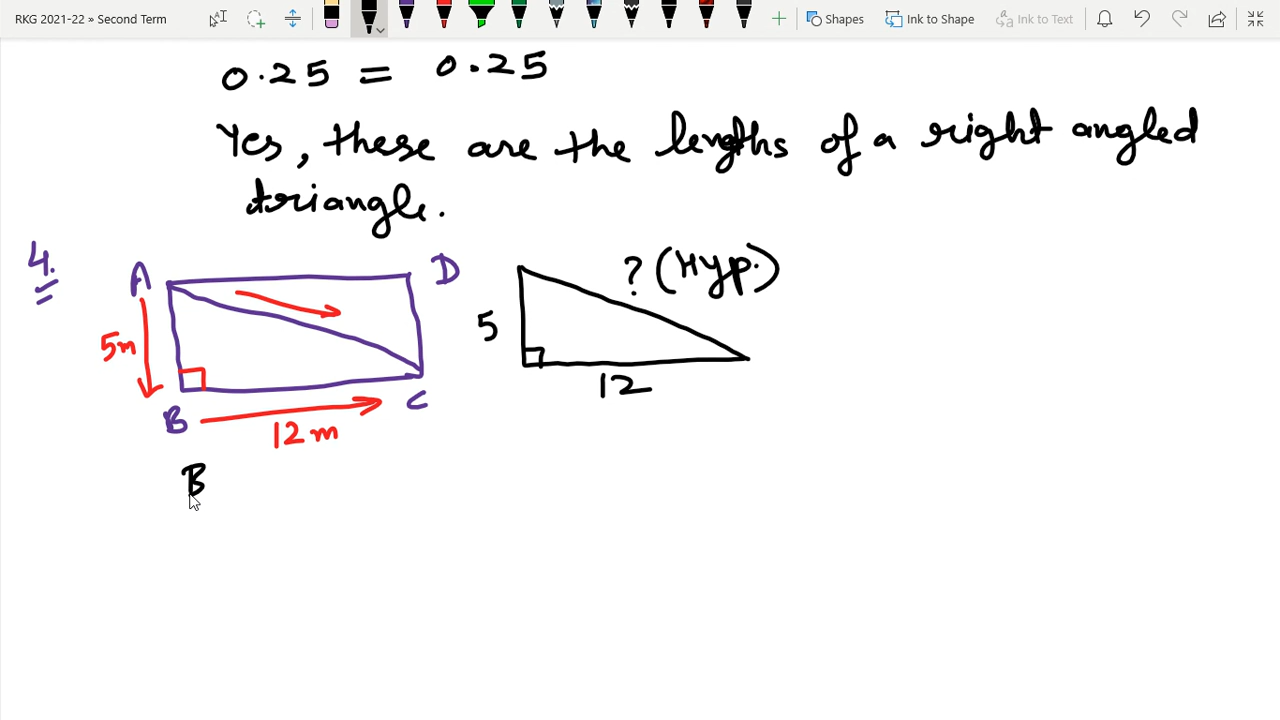 RKG 2021-22 » Second Term
Shapes
Ink to Shape
Ink to Text
0.25 = 0.25
Yes, these are the lengths of a right angled
triangle.
4.
A D
5m
B C
12 m
? (Hyp.)
5
12
B